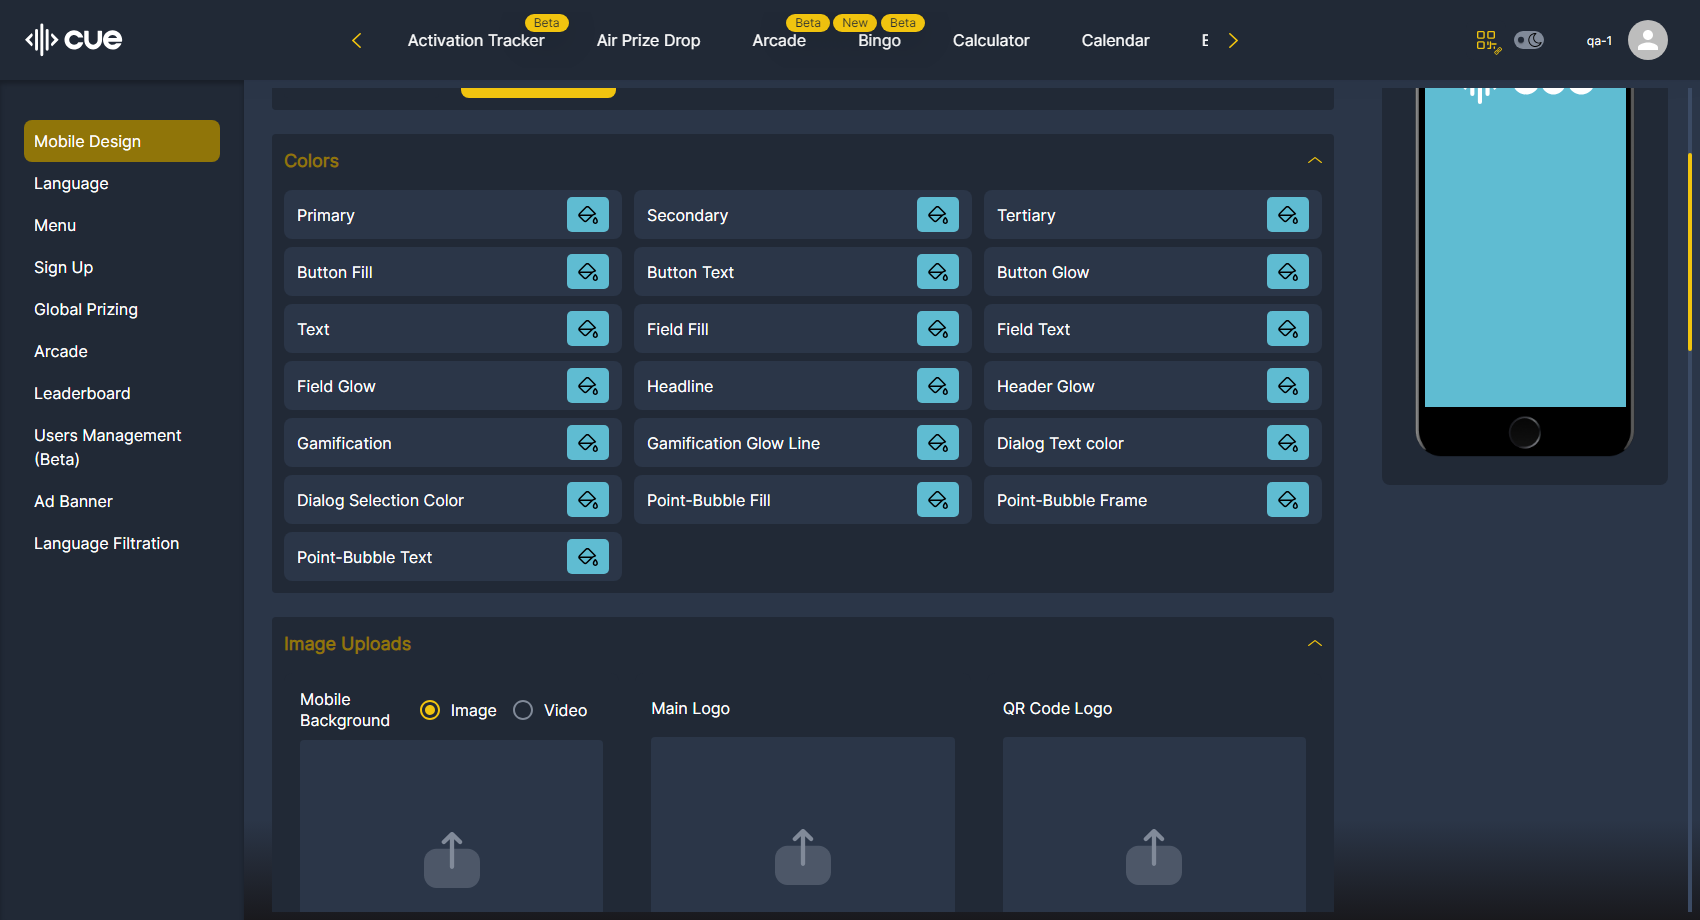 cue
Activation Tracker Beta
Air Prize Drop
Arcade Beta
Bingo New Beta
Calculator
Calendar
qa-1
Mobile Design
Language
Menu
Sign Up
Global Prizing
Arcade
Leaderboard
Users Management
(Beta)
Ad Banner
Language Filtration
Colors
Primary
Secondary
Tertiary
Button Fill
Button Text
Button Glow
Text
Field Fill
Field Text
Field Glow
Headline
Header Glow
Gamification
Gamification Glow Line
Dialog Text color
Dialog Selection Color
Point-Bubble Fill
Point-Bubble Frame
Point-Bubble Text
Image Uploads
Mobile
Background
Image
Video
Main Logo
QR Code Logo